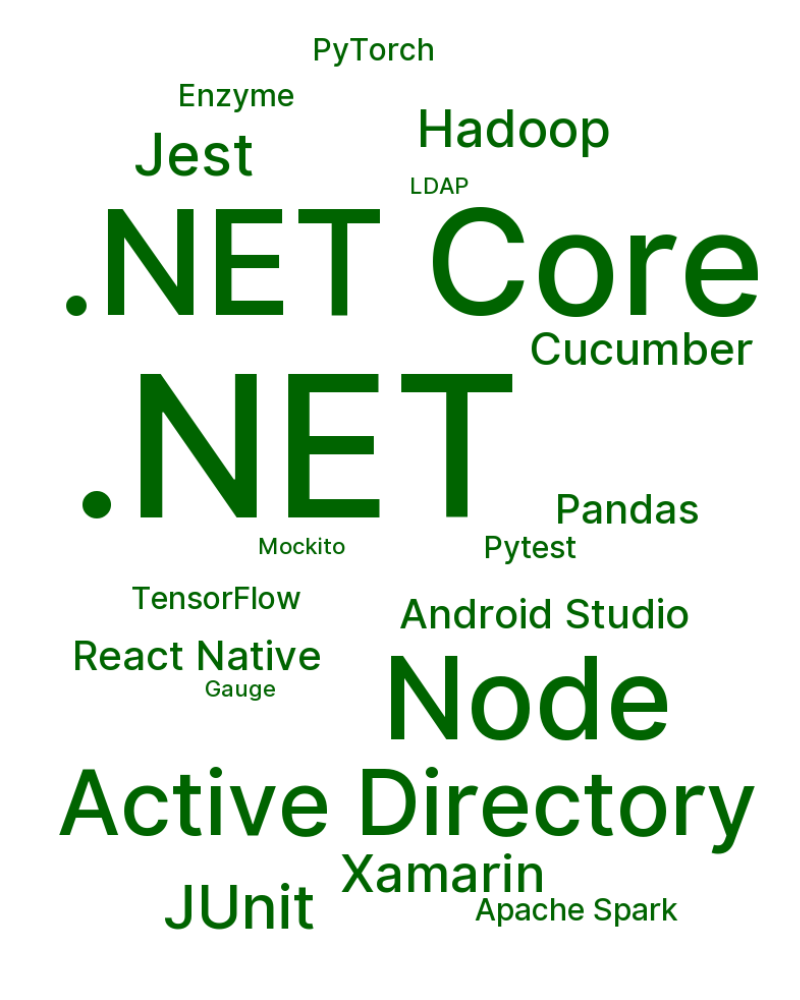 PyTorch
Enzyme
Hadoop
Jest
LDAP
.NET Core
Cucumber
.NET
Pandas
Mockito
Pytest
TensorFlow
Android Studio
React Native
Gauge
Node
Active Directory
Xamarin
JUnit
Apache Spark